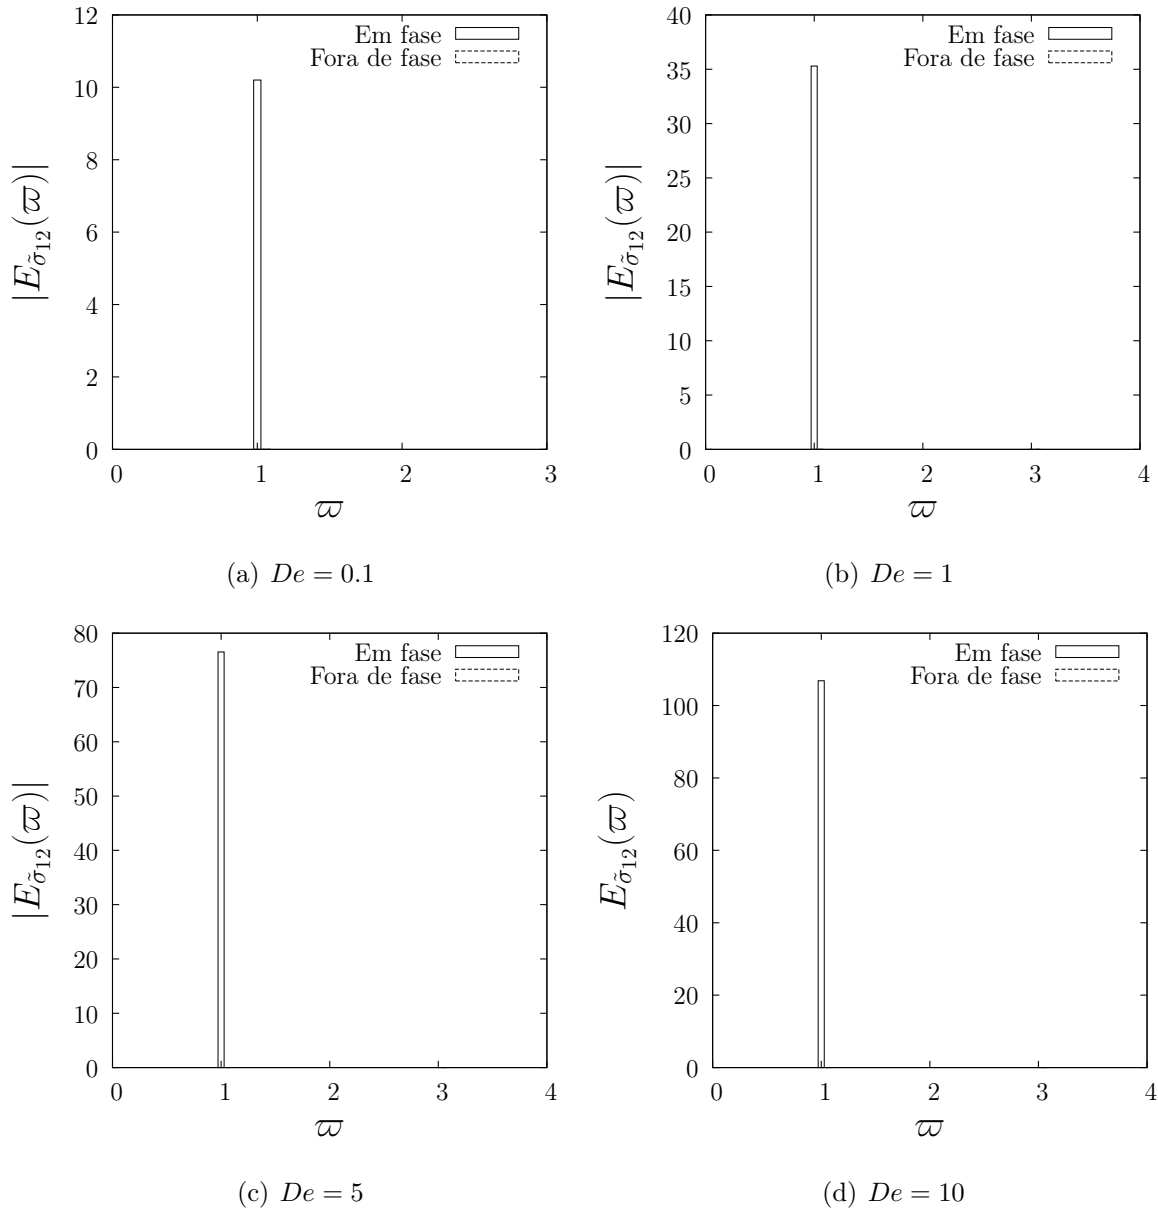 12
10
8
6
4
2
0
0 1 2 3
Em fase
Fora de fase
|E_{σ̃_{12}}(ϖ)|
ϖ
(a) De = 0.1
40
35
30
25
20
15
10
5
0
0 1 2 3 4
Em fase
Fora de fase
|E_{σ̃_{12}}(ϖ)|
ϖ
(b) De = 1
80
70
60
50
40
30
20
10
0
0 1 2 3 4
Em fase
Fora de fase
|E_{σ̃_{12}}(ϖ)|
ϖ
(c) De = 5
120
100
80
60
40
20
0
0 1 2 3 4
Em fase
Fora de fase
E_{σ̃_{12}}(ϖ)
ϖ
(d) De = 10